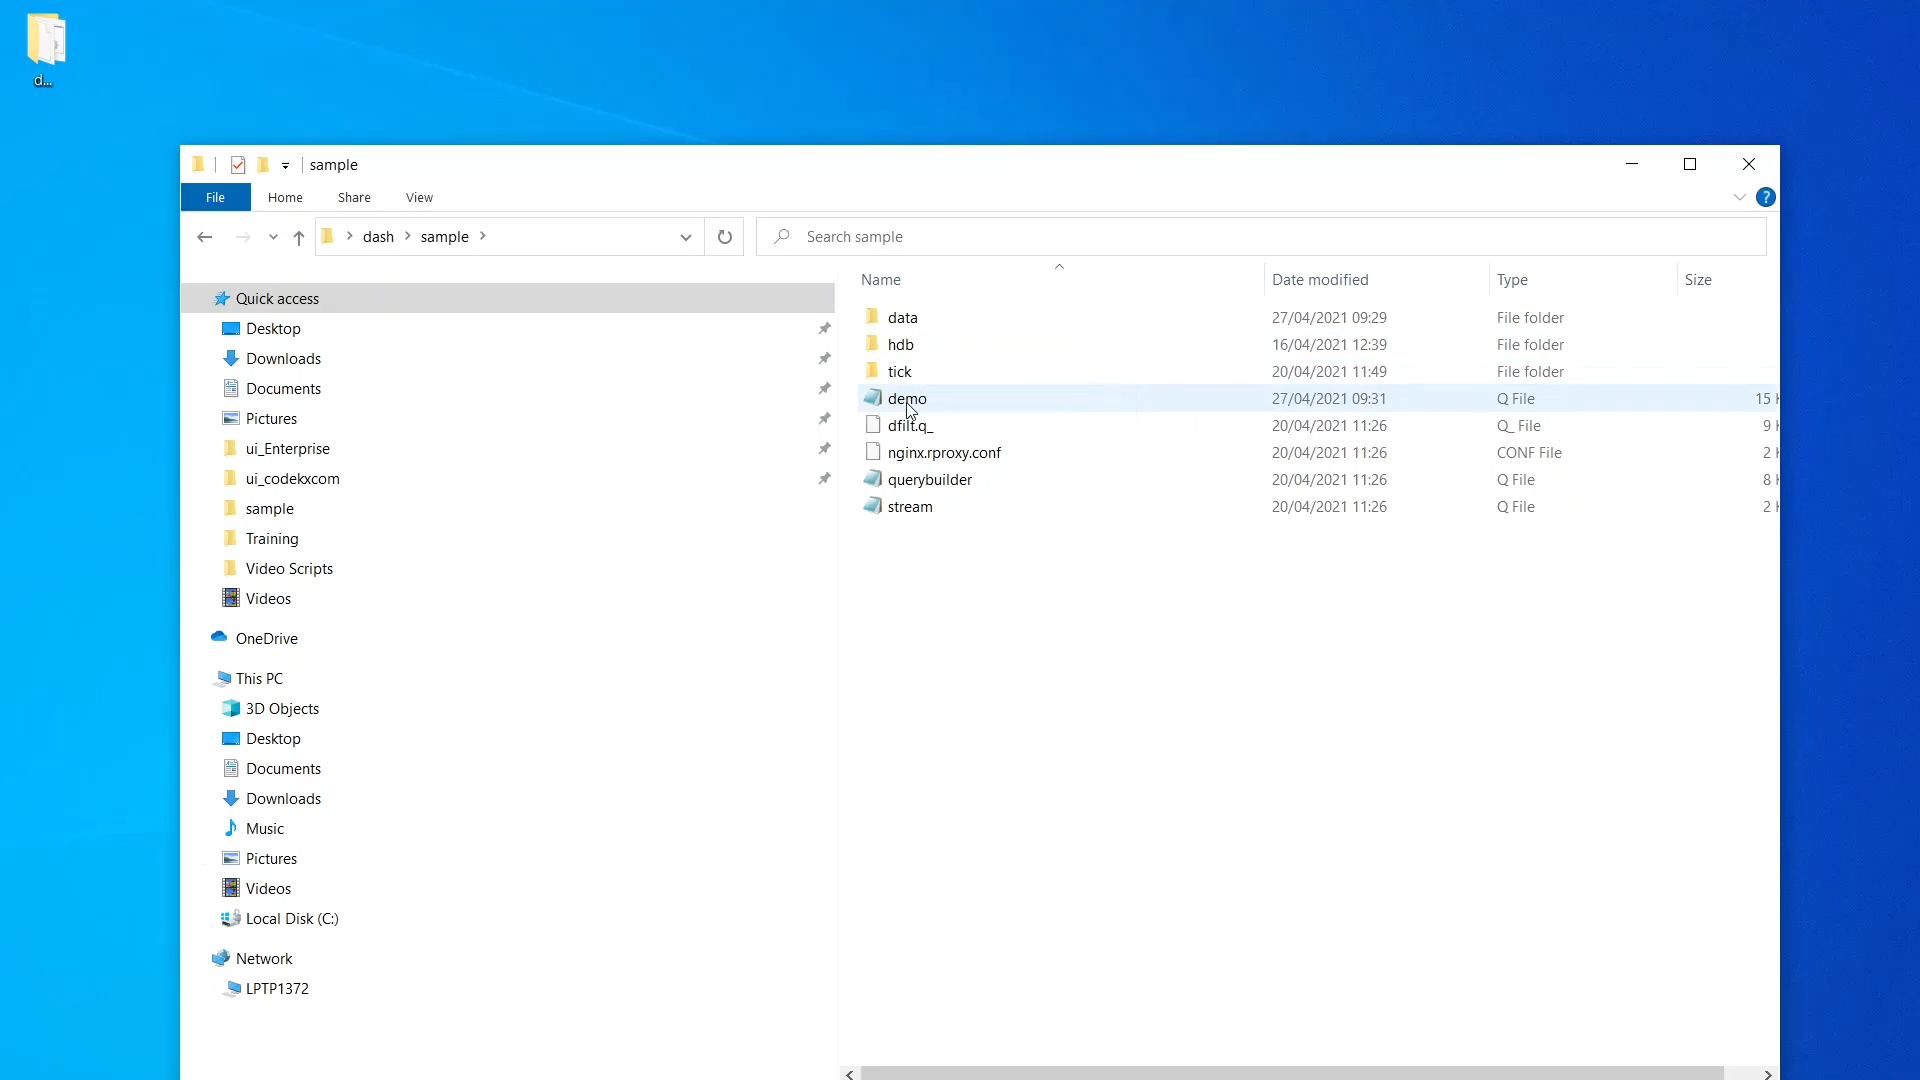 d...
sample
File Home Share View
dash sample
Search sample
Name Date modified Type Size
Quick access
Desktop
Downloads
Documents
Pictures
ui_Enterprise
ui_codekxcom
sample
Training
Video Scripts
Videos
OneDrive
This PC
3D Objects
Desktop
Documents
Downloads
Music
Pictures
Videos
Local Disk (C:)
Network
LPTP1372
data 27/04/2021 09:29 File folder
hdb 16/04/2021 12:39 File folder
tick 20/04/2021 11:49 File folder
demo 27/04/2021 09:31 Q File 15
dfilt.q_ 20/04/2021 11:26 Q_ File 9
nginx.rproxy.conf 20/04/2021 11:26 CONF File 2
querybuilder 20/04/2021 11:26 Q File 8
stream 20/04/2021 11:26 Q File 2